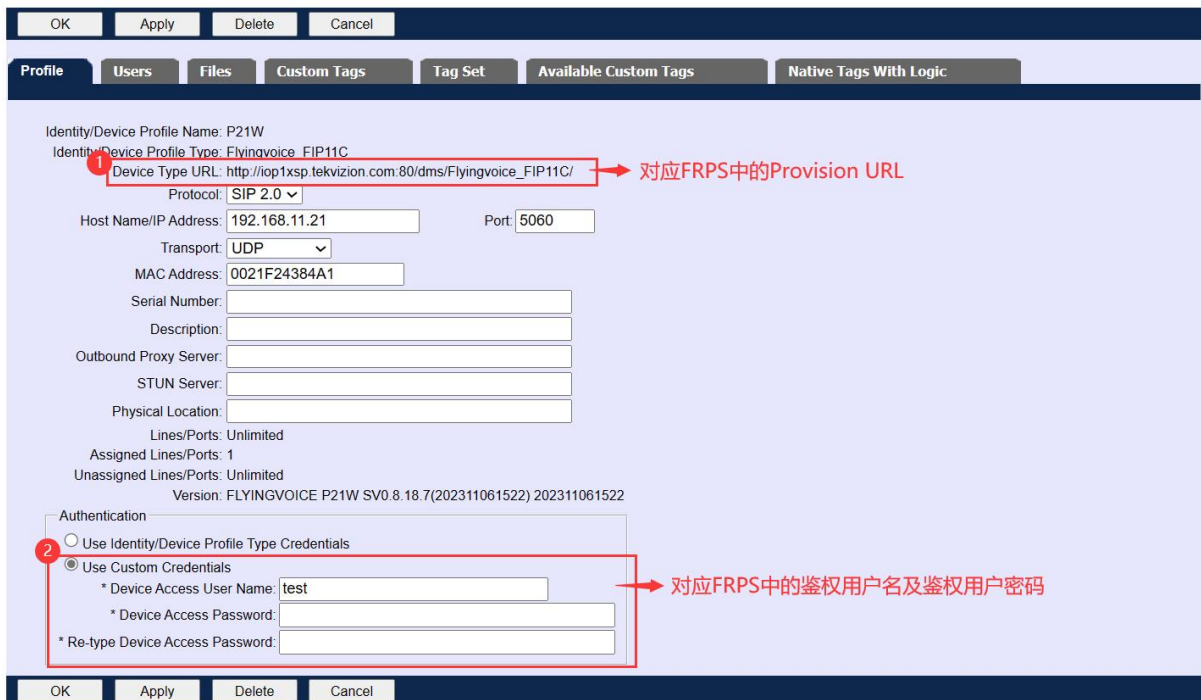 OK Apply Delete Cancel
Profile Users Files Custom Tags Tag Set Available Custom Tags Native Tags With Logic
Identity/Device Profile Name: P21W
Identity/Device Profile Type: Flyingvoice_FIP11C
1
Device Type URL: http://iop1xsp.tekvizion.com:80/dms/Flyingvoice_FIP11C/ 对应FRPS中的Provision URL
Protocol: SIP 2.0
Host Name/IP Address: 192.168.11.21 Port: 5060
Transport: UDP
MAC Address: 0021F24384A1
Serial Number:
Description:
Outbound Proxy Server:
STUN Server:
Physical Location:
Lines/Ports: Unlimited
Assigned Lines/Ports: 1
Unassigned Lines/Ports: Unlimited
Version: FLYINGVOICE P21W SV0.8.18.7(202311061522) 202311061522
Authentication
Use Identity/Device Profile Type Credentials
2
Use Custom Credentials
* Device Access User Name: test 对应FRPS中的鉴权用户名及鉴权用户密码
* Device Access Password:
* Re-type Device Access Password:
OK Apply Delete Cancel